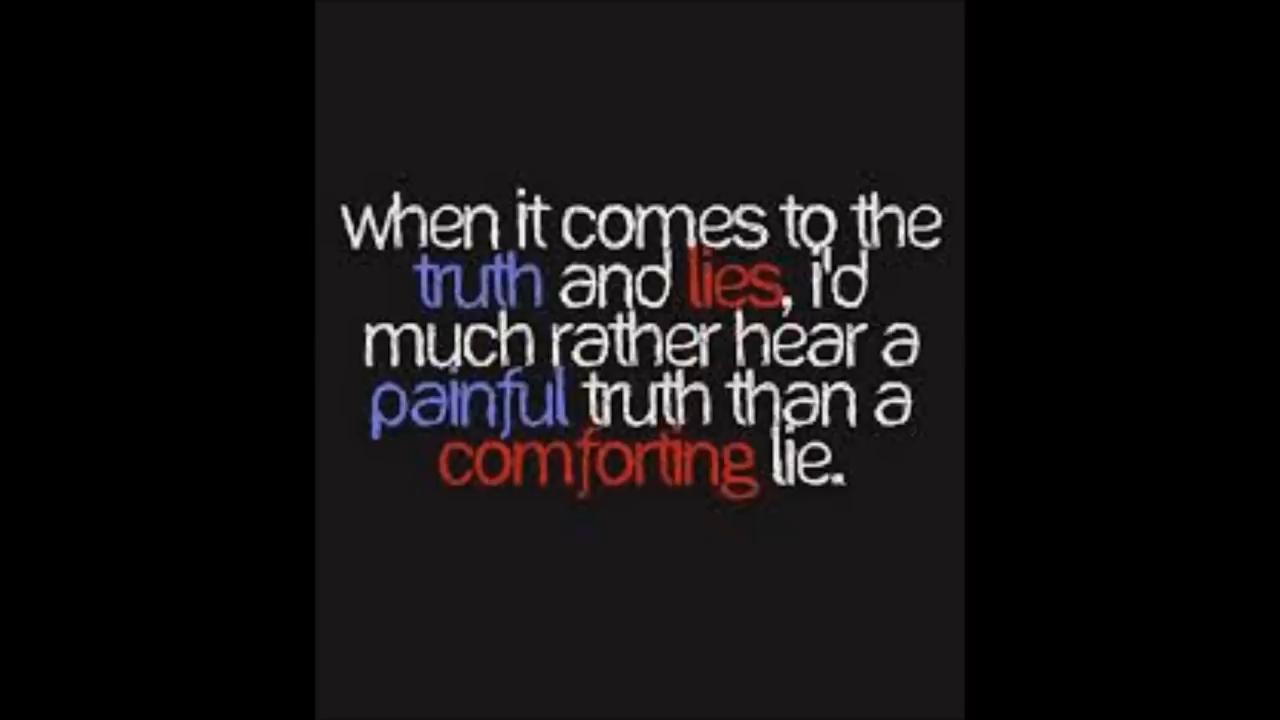 when it comes to the
truth and lies, i'd
much rather hear a
painful truth than a
comforting lie.